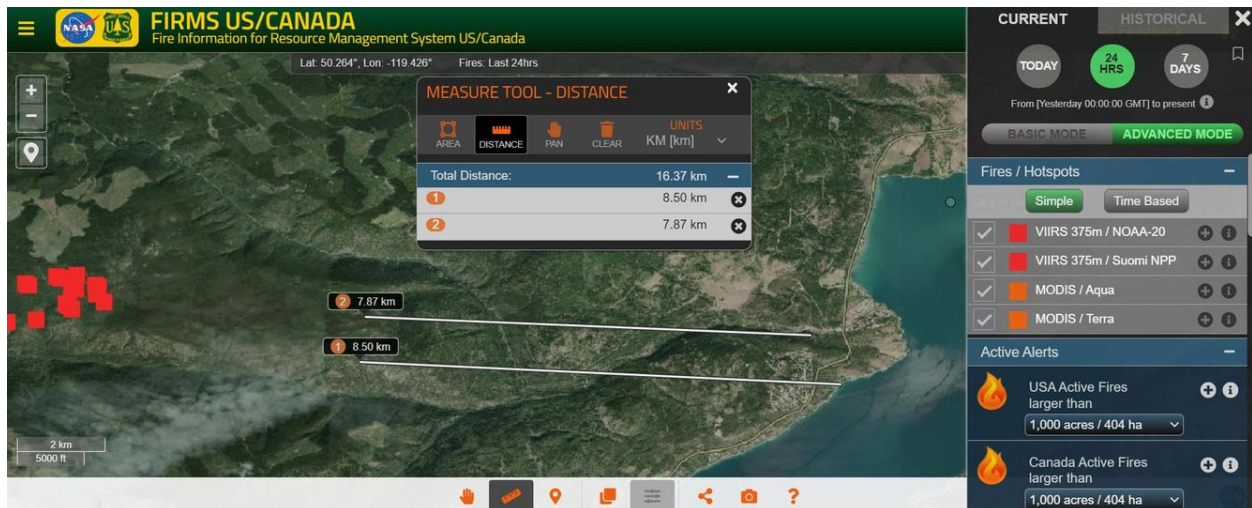 NASA
UAS
FIRMS US/CANADA
Fire Information for Resource Management System US/Canada
Lat: 50.264°, Lon: -119.426° Fires: Last 24hrs
MEASURE TOOL - DISTANCE
AREA
DISTANCE
PAN
CLEAR
UNITS
KM [km]
Total Distance: 16.37 km
1 8.50 km
2 7.87 km
2 7.87 km
1 8.50 km
2 km
5000 ft
CURRENT
HISTORICAL
TODAY
24 HRS
7 DAYS
From [Yesterday 00:00:00 GMT] to present
BASIC MODE
ADVANCED MODE
Fires / Hotspots
Simple
Time Based
VIIRS 375m / NOAA-20
VIIRS 375m / Suomi NPP
MODIS / Aqua
MODIS / Terra
Active Alerts
USA Active Fires
larger than
1,000 acres / 404 ha
Canada Active Fires
larger than
1,000 acres / 404 ha